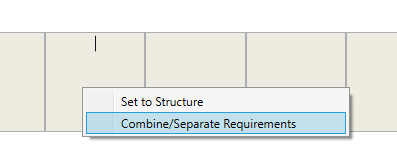 Set to Structure
Combine/Separate Requirements